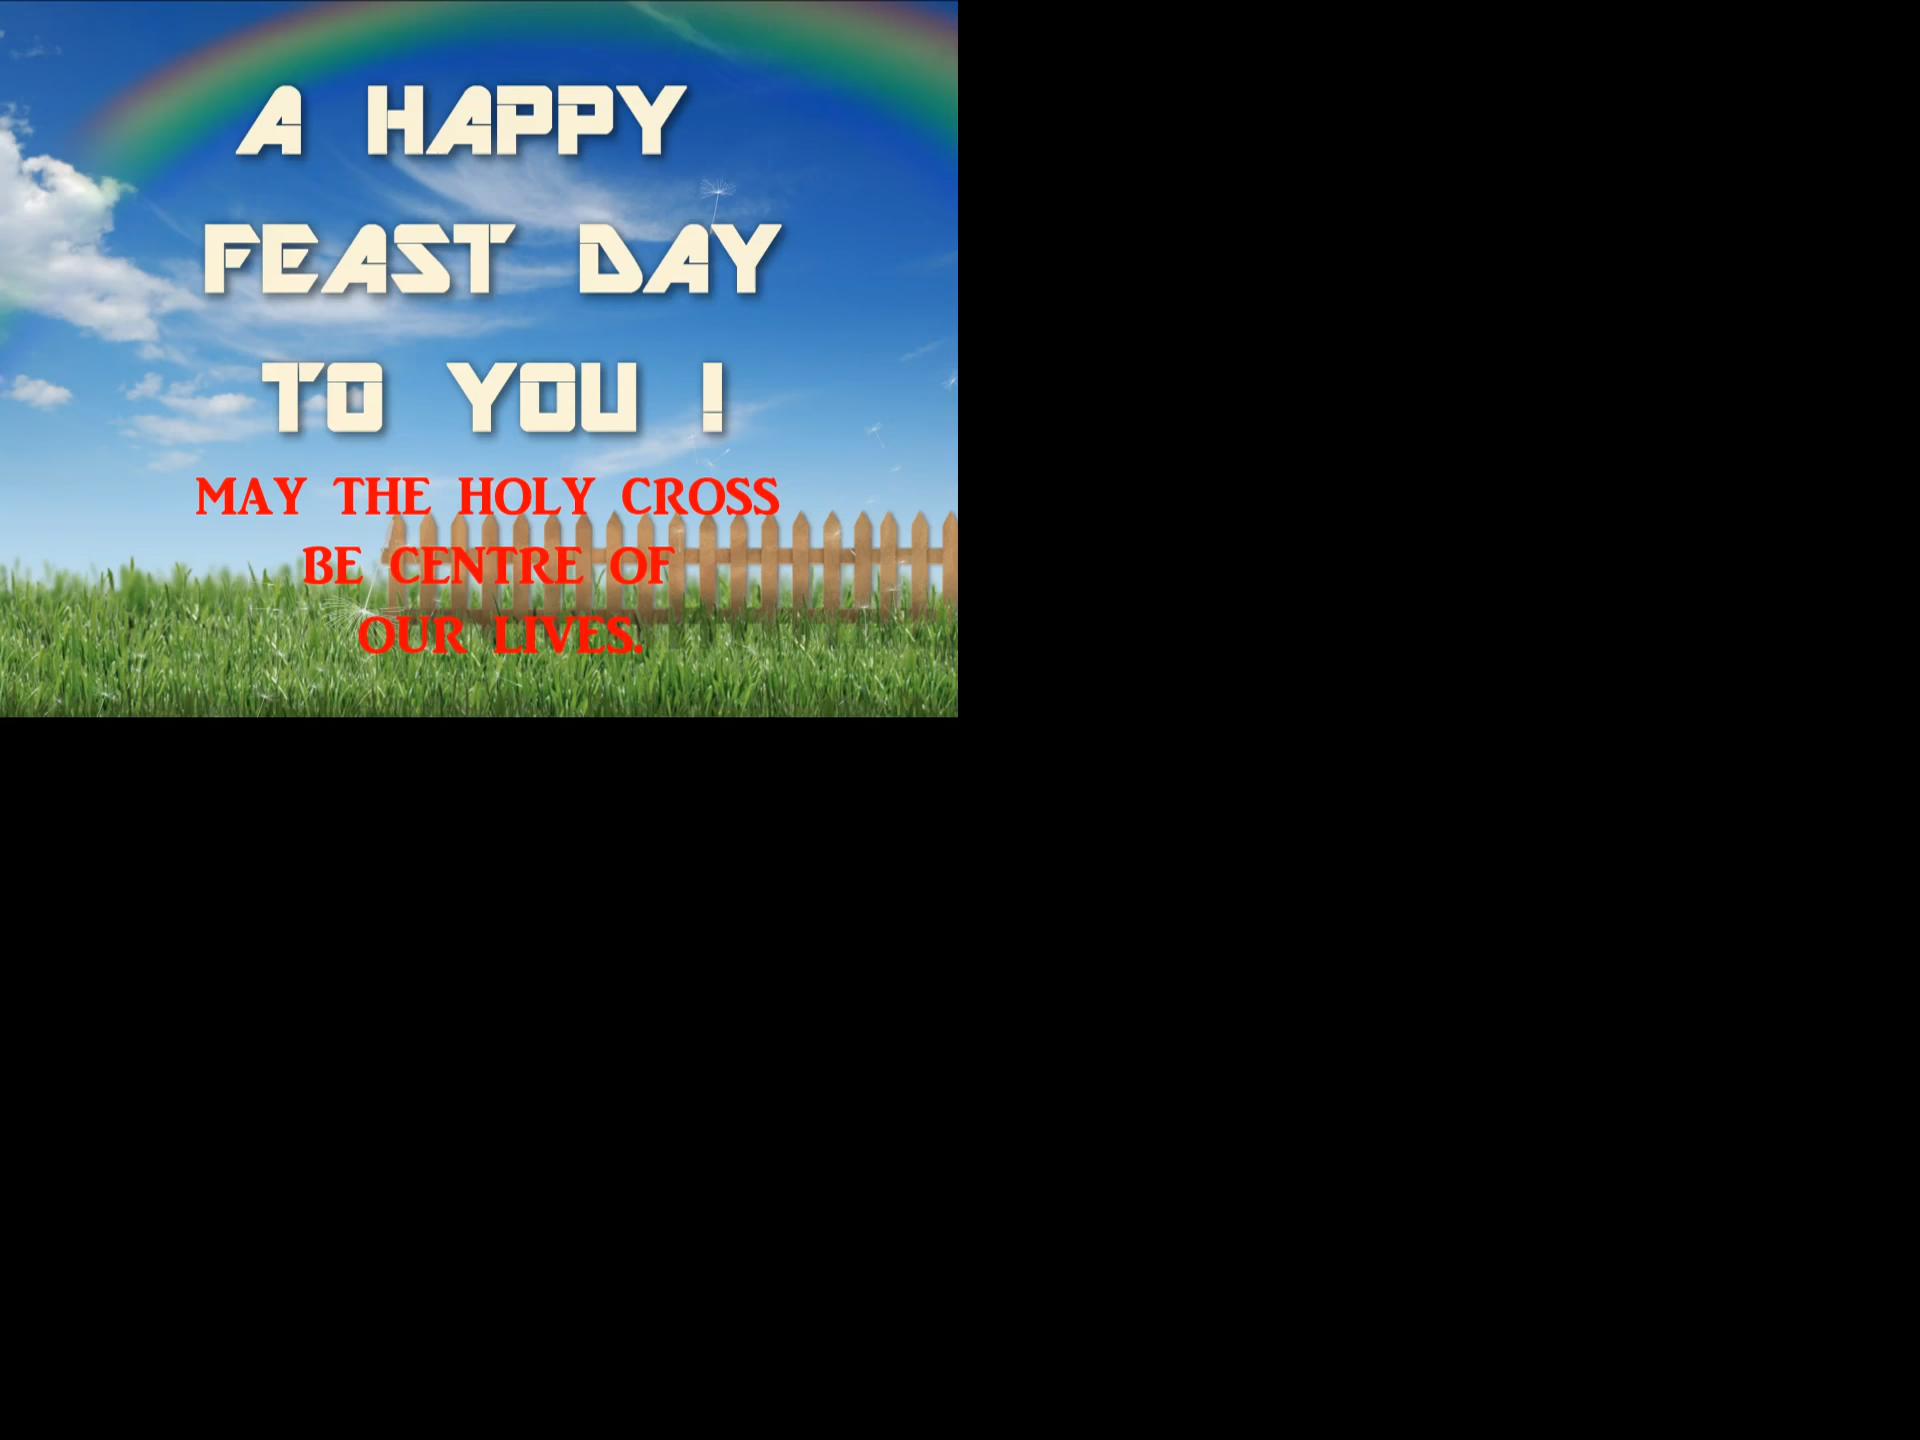 A HAPPY
FEAST DAY
TO YOU !
MAY THE HOLY CROSS
BE CENTRE OF
OUR LIVES.